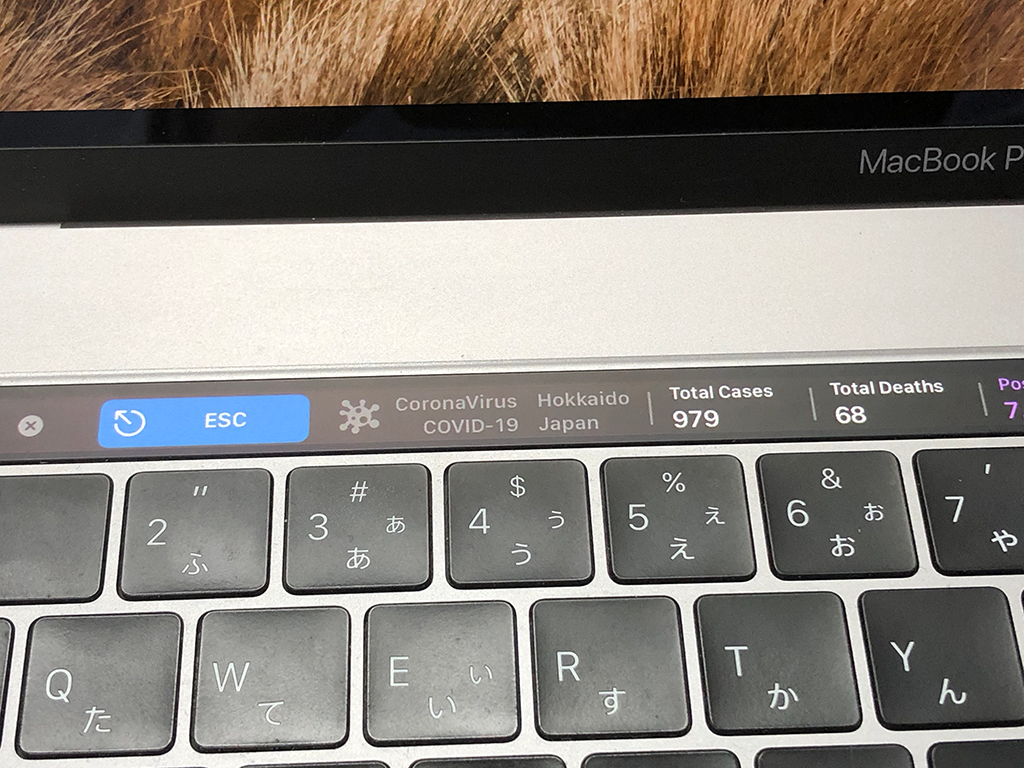 MacBook P
ESC
CoronaVirus
COVID-19
Hokkaido
Japan
Total Cases
979
Total Deaths
68
Pos
7
"
2
ふ
#
3 ぁ
あ
$
4 ぅ
う
%
5 ぇ
え
&
6 ぉ
お
'
7
や
Q
た
W
て
E ぃ
い
R
す
T
か
Y
ん